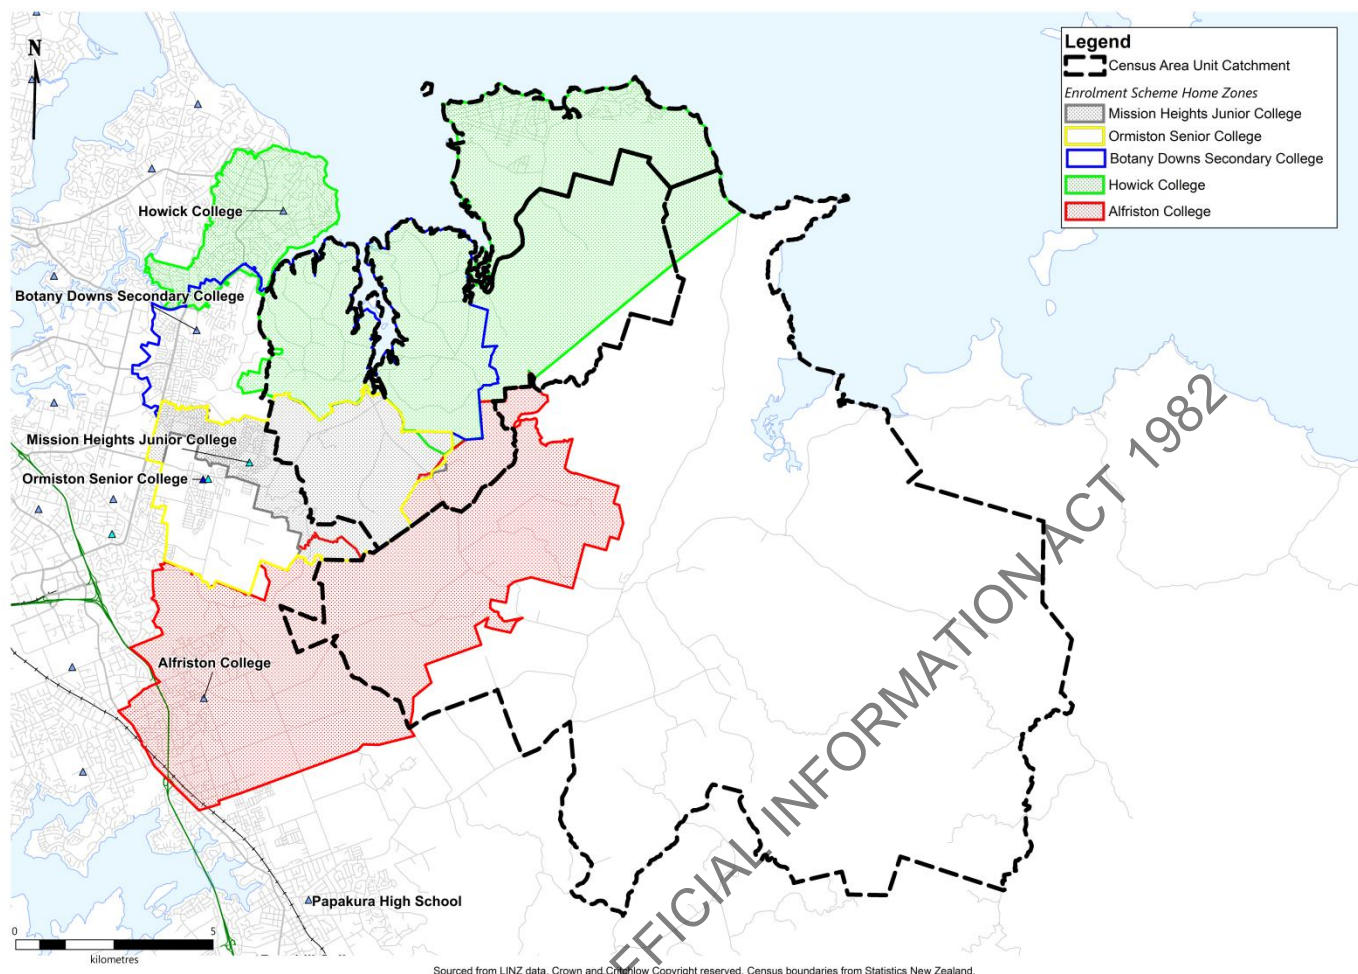 N
Legend
Census Area Unit Catchment
Enrolment Scheme Home Zones
Mission Heights Junior College
Ormiston Senior College
Botany Downs Secondary College
Howick College
Alfriston College
Howick College
Botany Downs Secondary College
Mission Heights Junior College
Ormiston Senior College
Alfriston College
Papakura High School
0 5
kilometres
FFICIAL INFORMATION ACT 1982
Sourced from LINZ data, Crown and Critchlow Copyright reserved. Census boundaries from Statistics New Zealand.